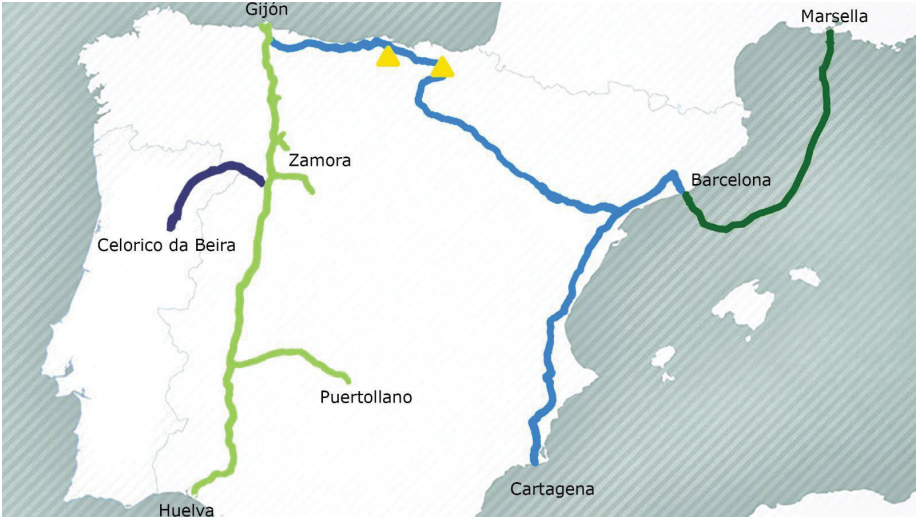 Gijón
Marsella
Zamora
Barcelona
Celorico da Beira
Puertollano
Cartagena
Huelva